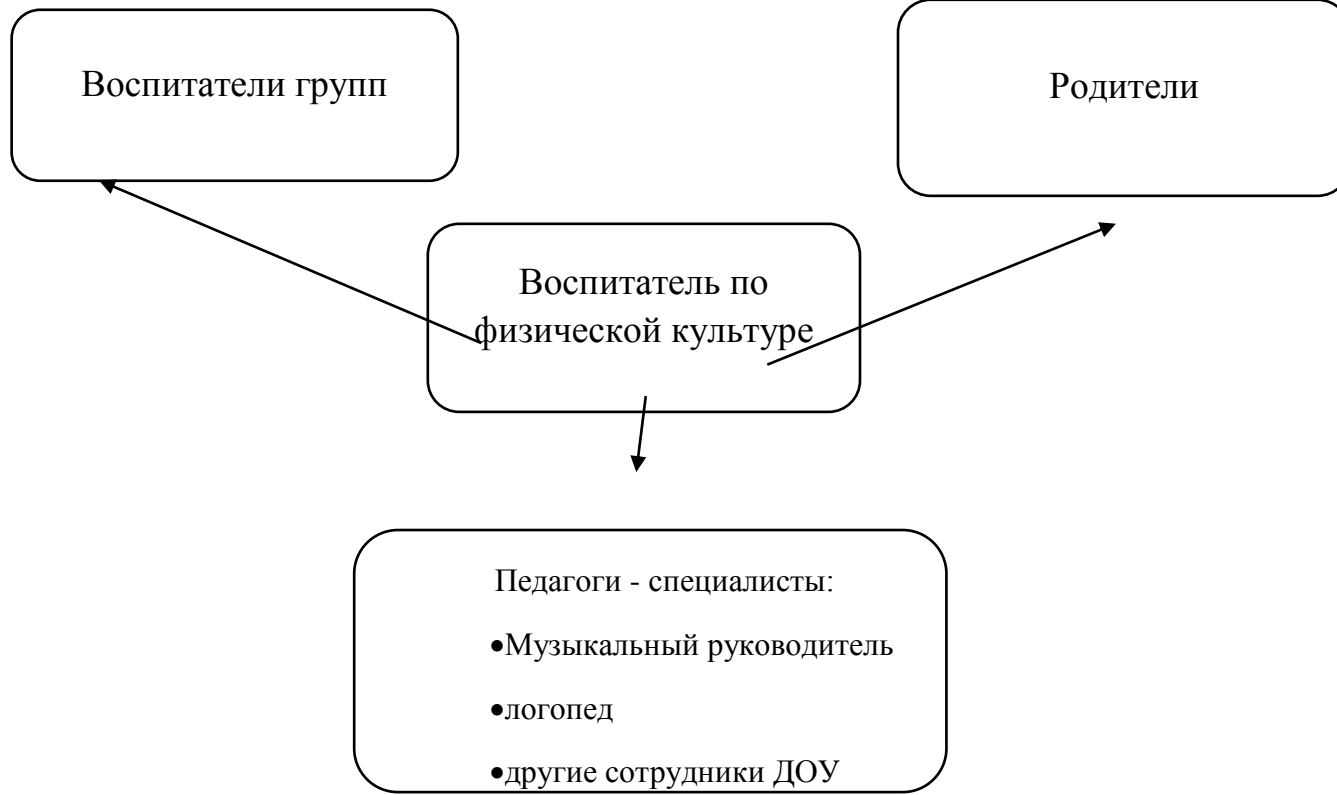 Воспитатели групп
Родители
Воспитатель по
физической культуре
Педагоги - специалисты:
•Музыкальный руководитель
•логопед
•другие сотрудники ДОУ